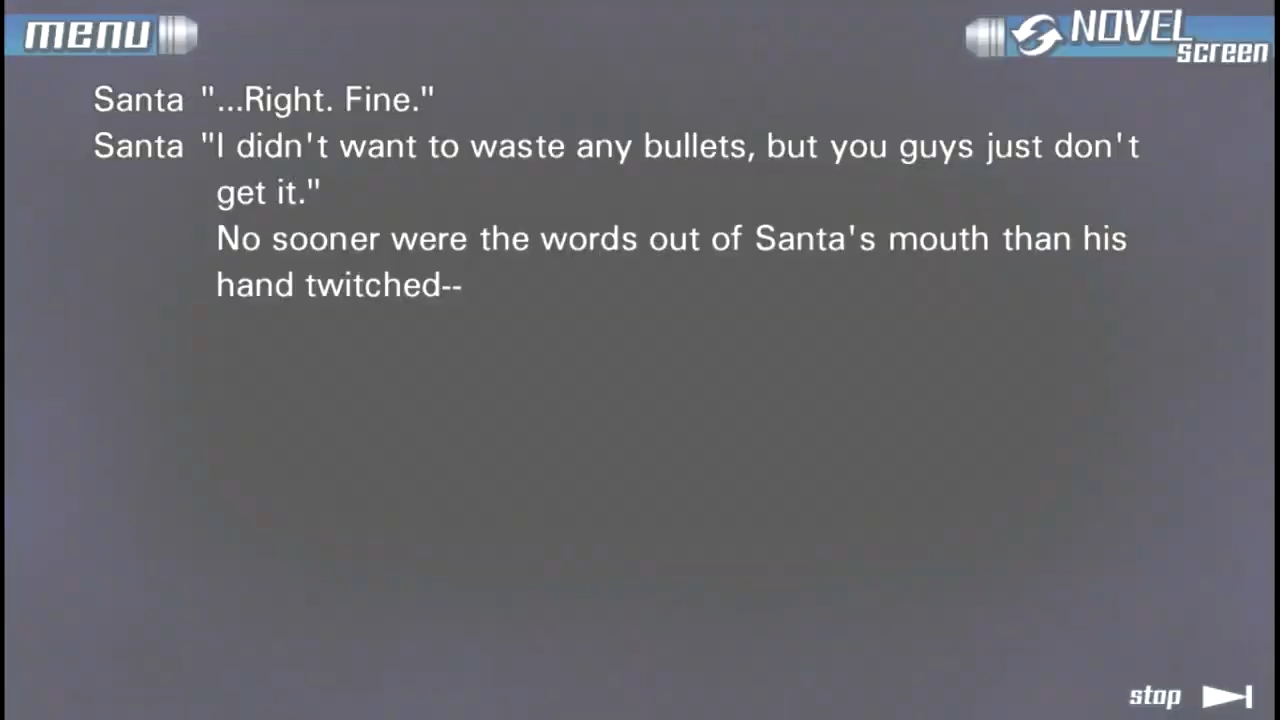 menu
NOVEL
screen
Santa "...Right. Fine."
Santa "I didn't want to waste any bullets, but you guys just don't
get it."
No sooner were the words out of Santa's mouth than his
hand twitched--
stop